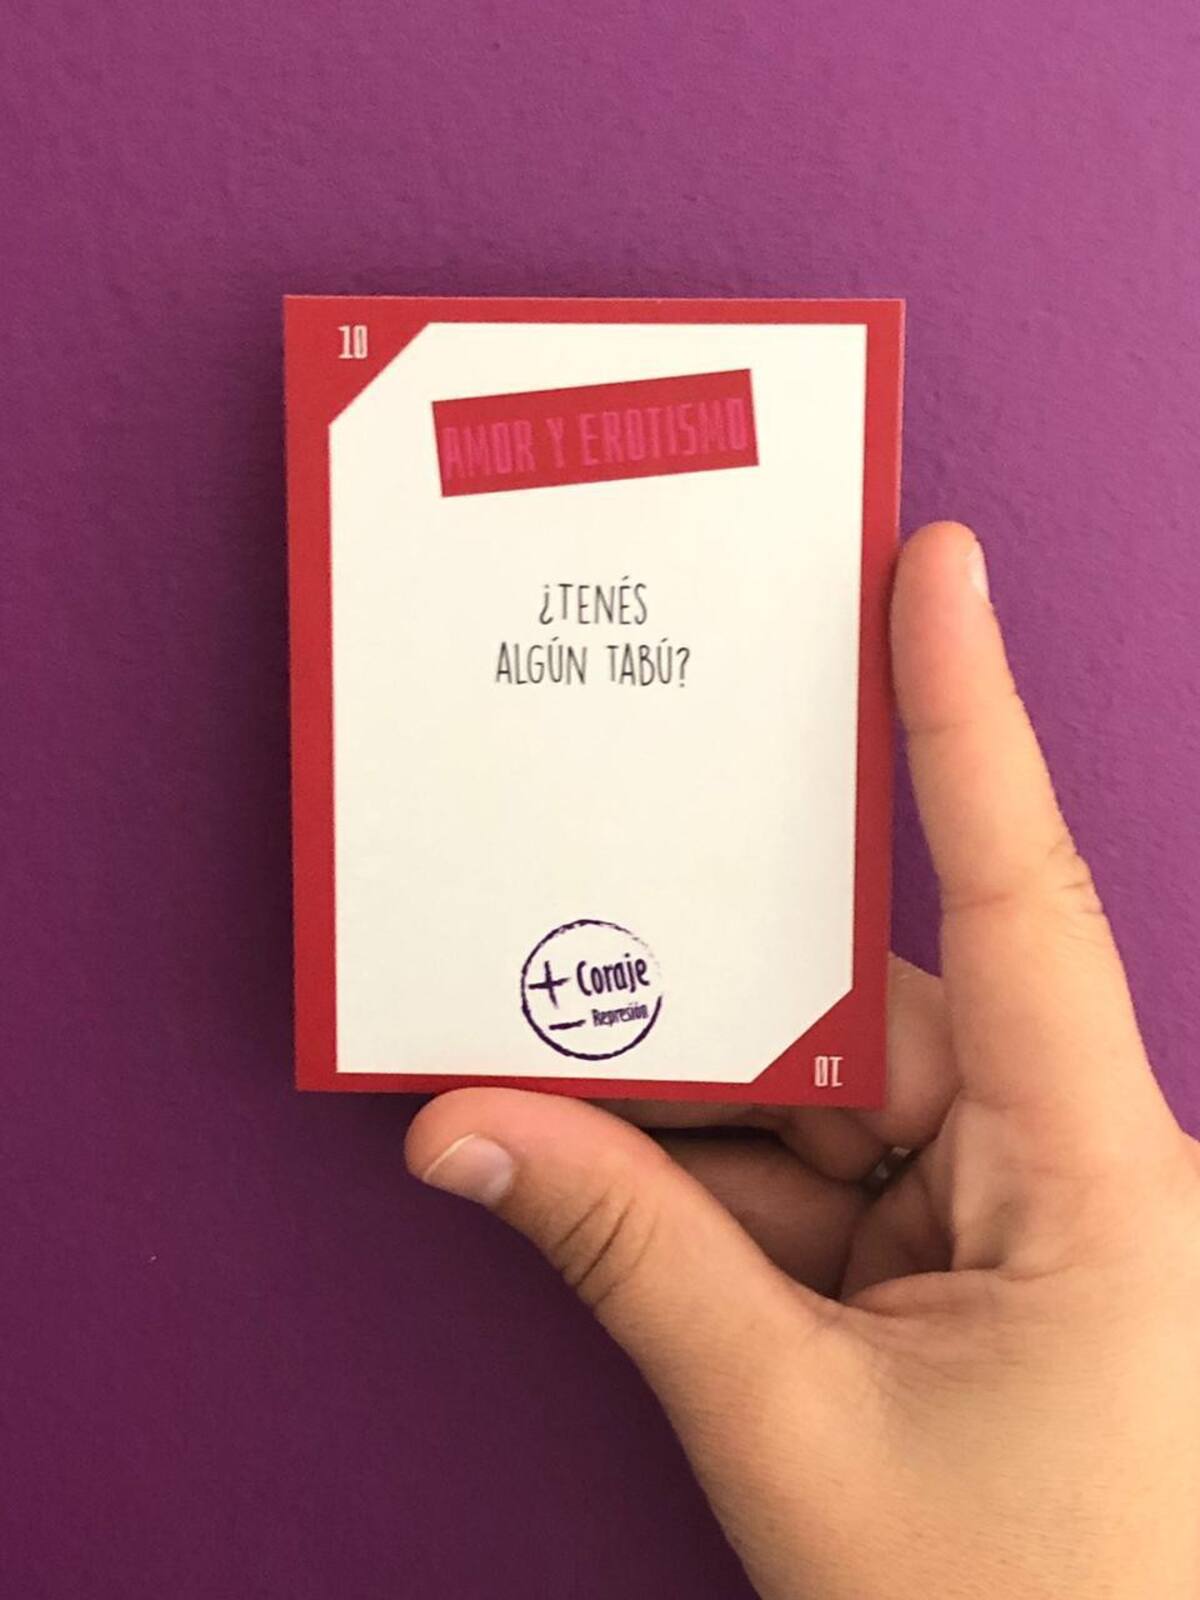 10
AMOR Y EROTISMO
¿TENÉS
ALGÚN TABÚ?
+ Coraje
- Represión
10